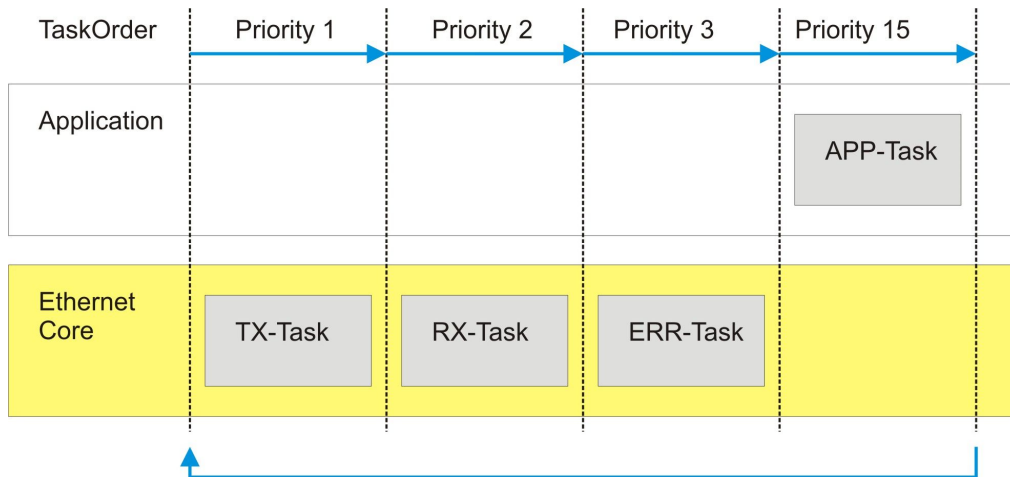 TaskOrder
Priority 1
Priority 2
Priority 3
Priority 15
Application
APP-Task
Ethernet
Core
TX-Task
RX-Task
ERR-Task